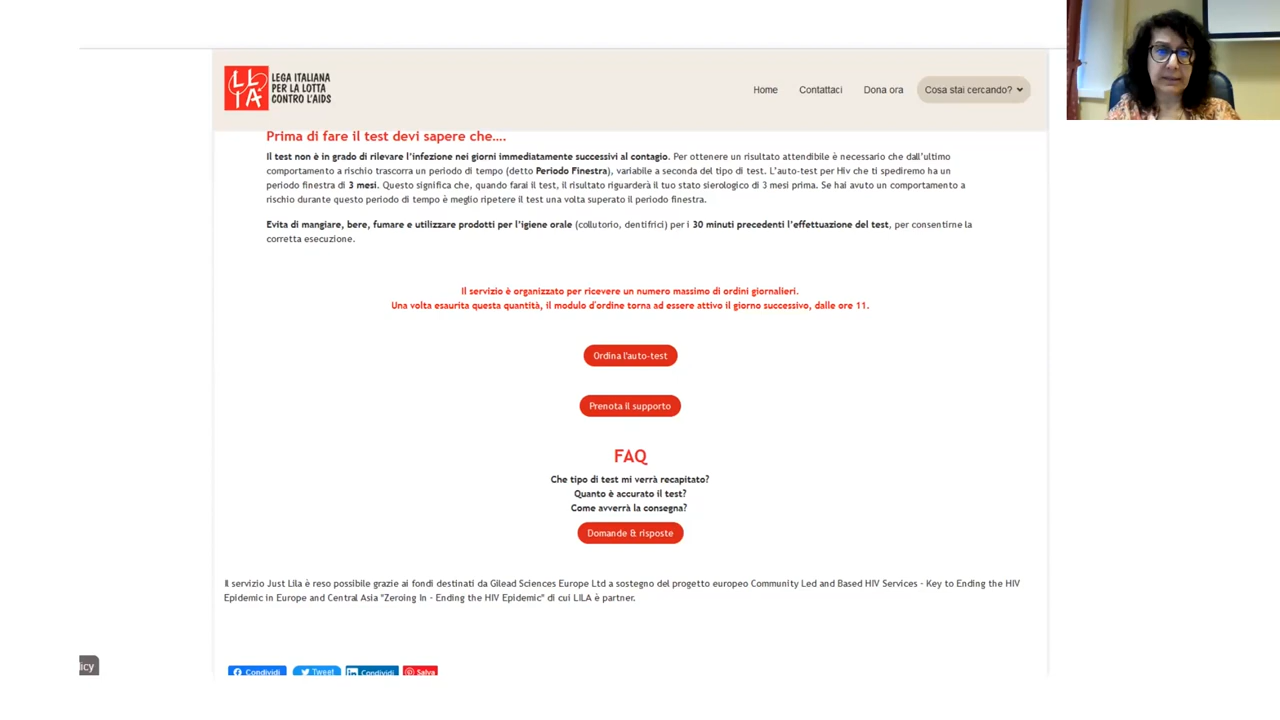 LEGA ITALIANA
PER LA LOTTA
CONTRO L'AIDS
Home
Contattaci
Dona ora
Cosa stai cercando?
Prima di fare il test devi sapere che....
Il test non è in grado di rilevare l'infezione nei giorni immediatamente successivi al contagio. Per ottenere un risultato attendibile è necessario che dall'ultimo
comportamento a rischio trascorra un periodo di tempo (detto Periodo Finestra), variabile a seconda del tipo di test. L'auto-test per Hiv che ti spediremo ha un
periodo finestra di 3 mesi. Questo significa che, quando farai il test, il risultato riguarderà il tuo stato sierologico di 3 mesi prima. Se hai avuto un comportamento a
rischio durante questo periodo di tempo è meglio ripetere il test una volta superato il periodo finestra.
Evita di mangiare, bere, fumare e utilizzare prodotti per l'igiene orale (collutorio, dentifrici) per i 30 minuti precedenti l'effettuazione del test, per consentirne la
corretta esecuzione.
Il servizio è organizzato per ricevere un numero massimo di ordini giornalieri.
Una volta esaurita questa quantità, il modulo d'ordine torna ad essere attivo il giorno successivo, dalle ore 11.
Ordina l'auto-test
Prenota il supporto
FAQ
Che tipo di test mi verrà recapitato?
Quanto è accurato il test?
Come avverrà la consegna?
Domande & risposte
Il servizio Just Lila è reso possibile grazie ai fondi destinati da Gilead Sciences Europe Ltd a sostegno del progetto europeo Community Led and Based HIV Services - Key to Ending the HIV
Epidemic in Europe and Central Asia "Zeroing In - Ending the HIV Epidemic" di cui LILA è partner.
icy
Condividi
Tweet
Condividi
Salva